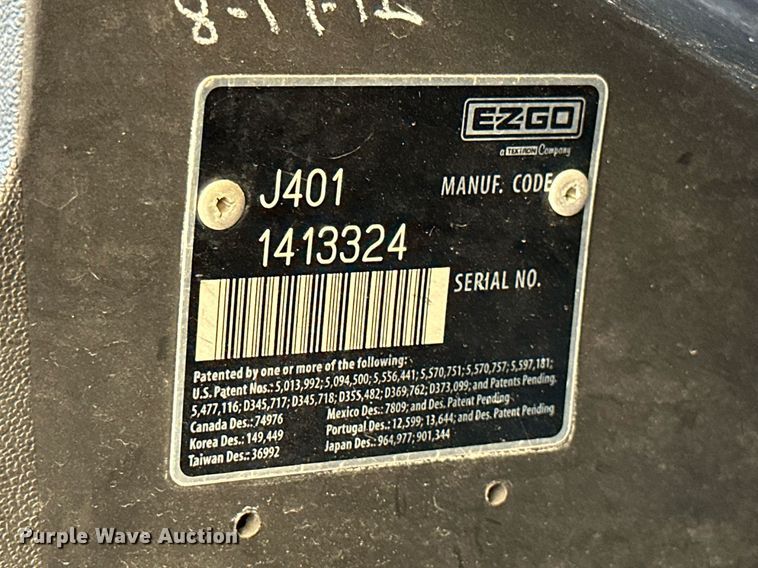 8-17-12
EZGO
a TEXTRON Company
J401 MANUF. CODE
1413324
SERIAL NO.
Patented by one or more of the following:
U.S. Patent Nos.: 5,013,992; 5,094,500; 5,556,441; 5,570,751; 5,570,757; 5,597,181;
5,477,116; D345,717; D345,718; D355,482; D369,762; D373,099; and Patents Pending.
Canada Des.: 74976 Mexico Des.: 7809; and Des. Patent Pending
Korea Des.: 149,449 Portugal Des.: 12,599; 13,644; and Des. Patent Pending
Taiwan Des.: 36992 Japan Des.: 964,977; 901,344
Purple Wave Auction